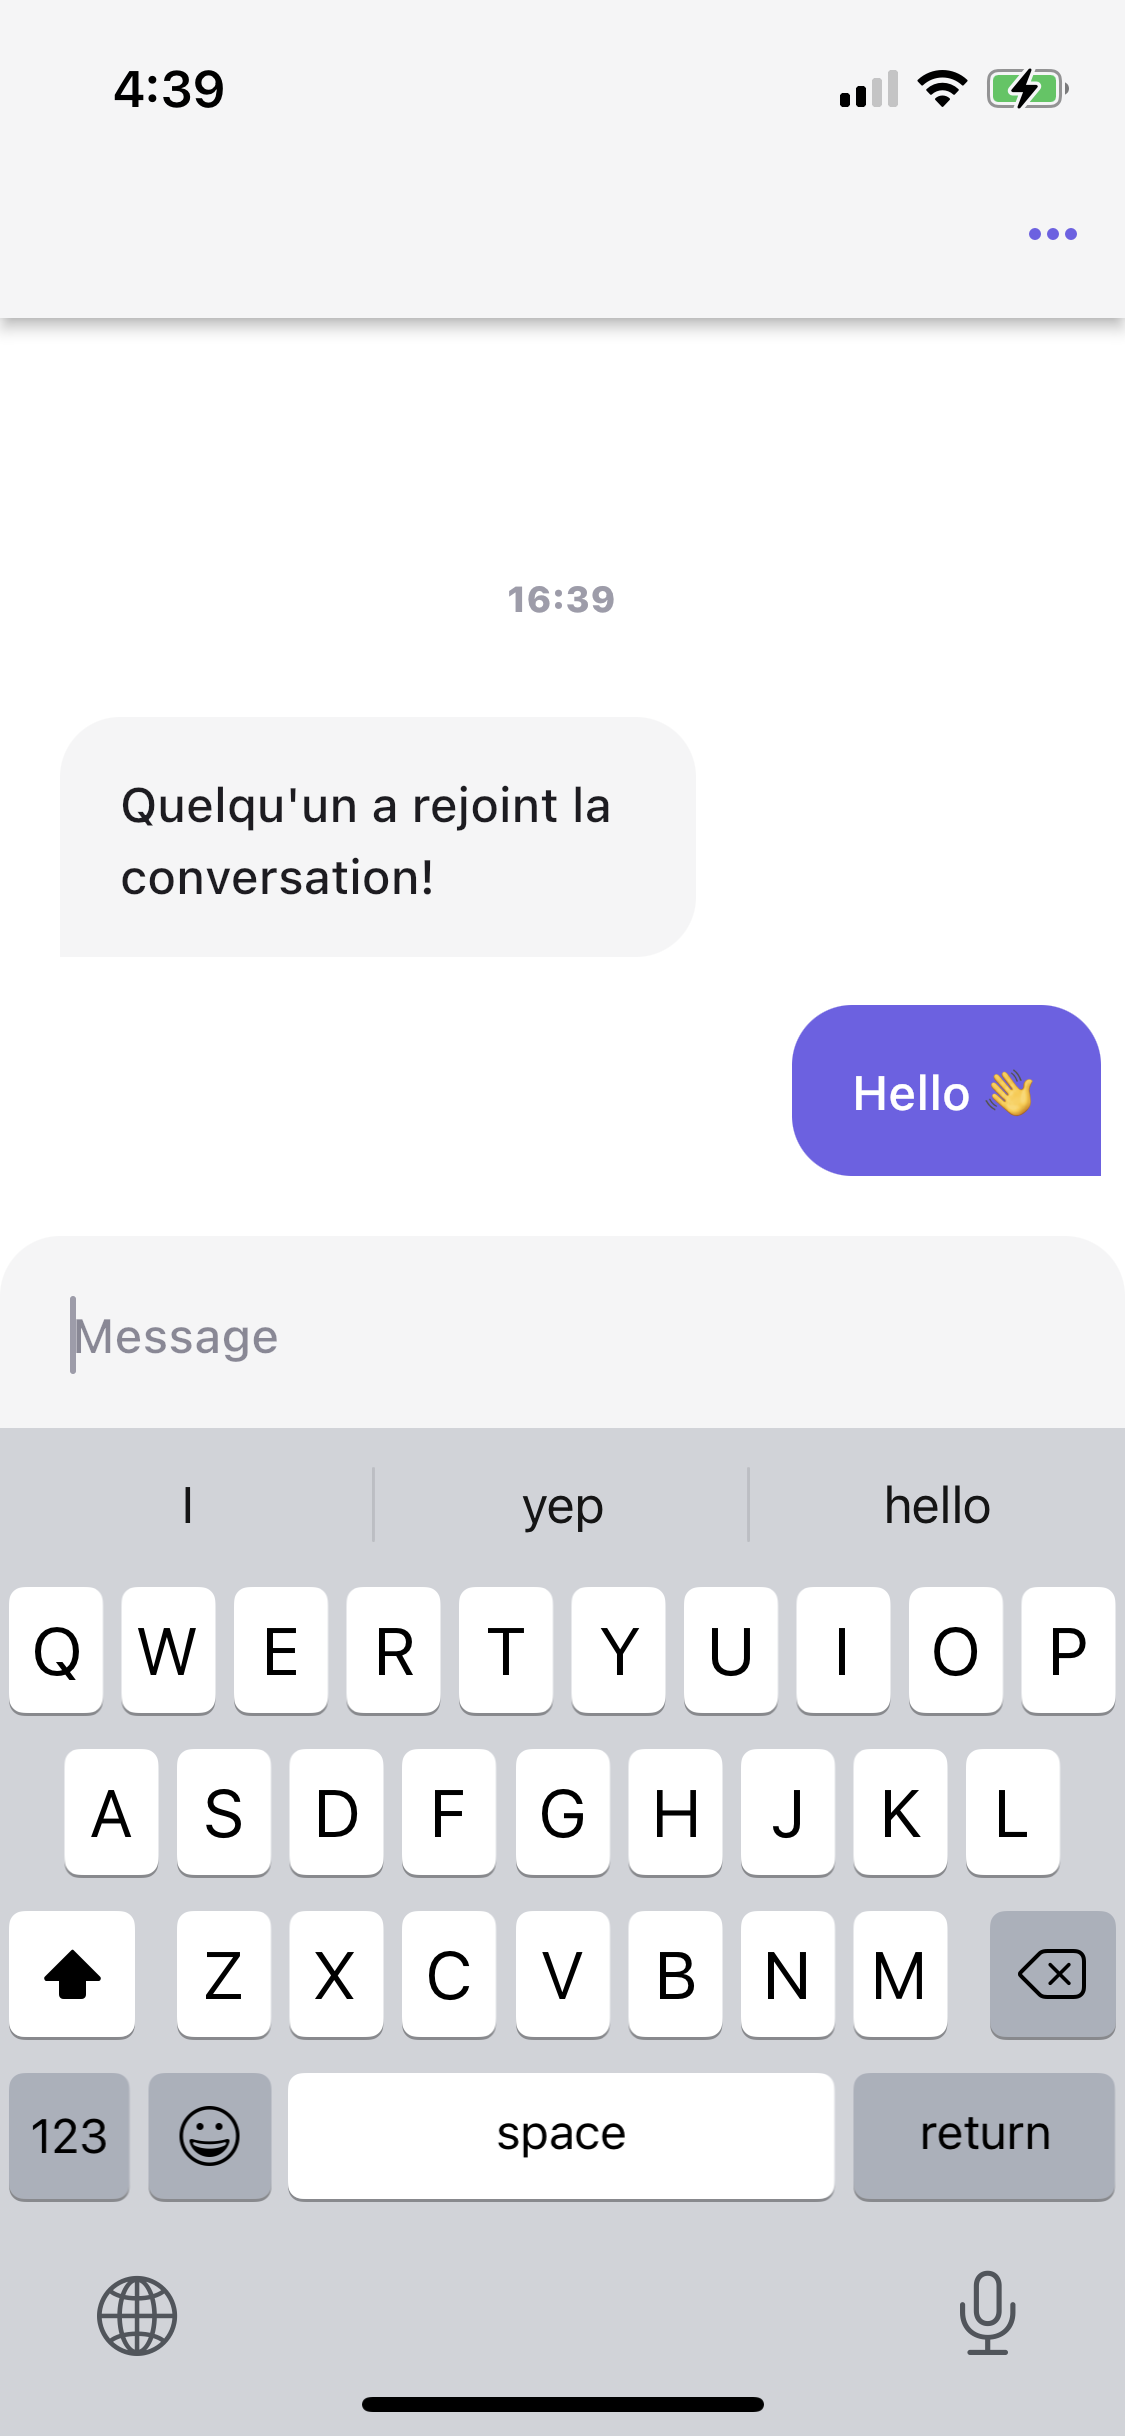 4:39
16:39
Quelqu'un a rejoint la
conversation!
Hello 👋
Message
I yep hello
Q W E R T Y U I O P
A S D F G H J K L
Z X C V B N M
123 space return